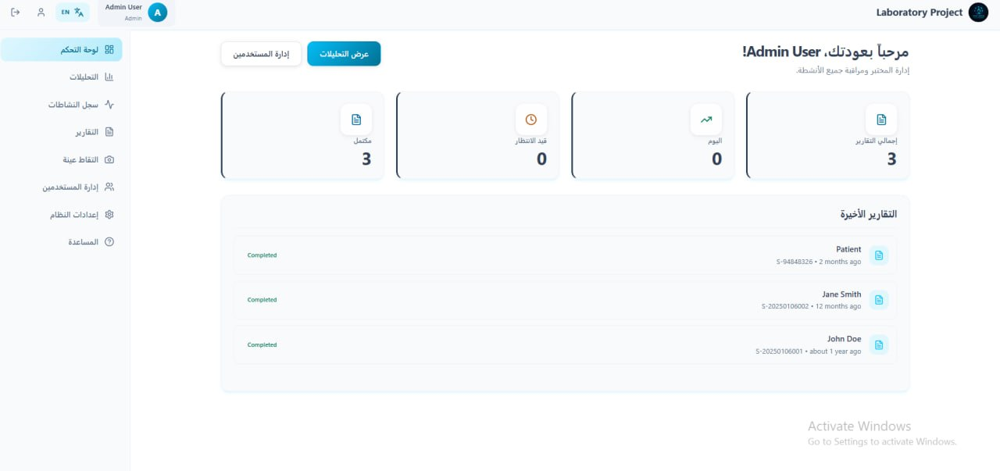 Laboratory Project
Admin User
Admin
A
EN
لوحة التحكم
التحليلات
سجل النشاطات
التقارير
التقاط عينة
إدارة المستخدمين
إعدادات النظام
المساعدة
مرحباً بعودتك، Admin User!
إدارة المختبر ومراقبة جميع الأنشطة.
عرض التحليلات
إدارة المستخدمين
إجمالي التقارير
3
اليوم
0
قيد الانتظار
0
مكتمل
3
التقارير الأخيرة
Patient
S-94848326 • 2 months ago
Completed
Jane Smith
S-20250106002 • 12 months ago
Completed
John Doe
S-20250106001 • about 1 year ago
Completed
Activate Windows
Go to Settings to activate Windows.